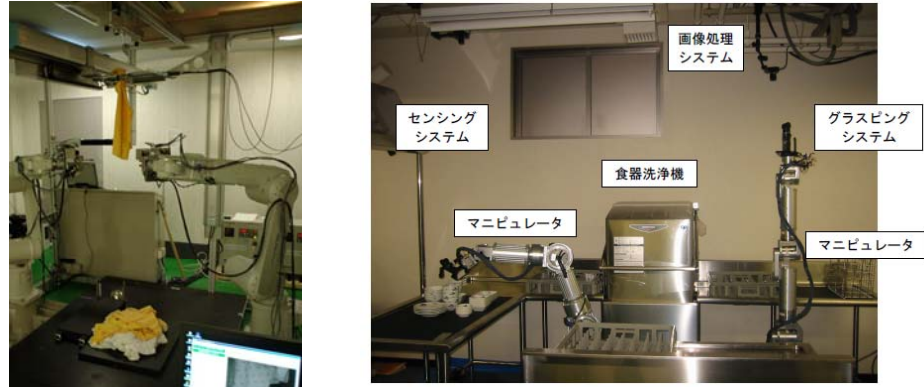 画像処理
システム
センシング
システム
グラスピング
システム
食器洗浄機
マニピュレータ
マニピュレータ